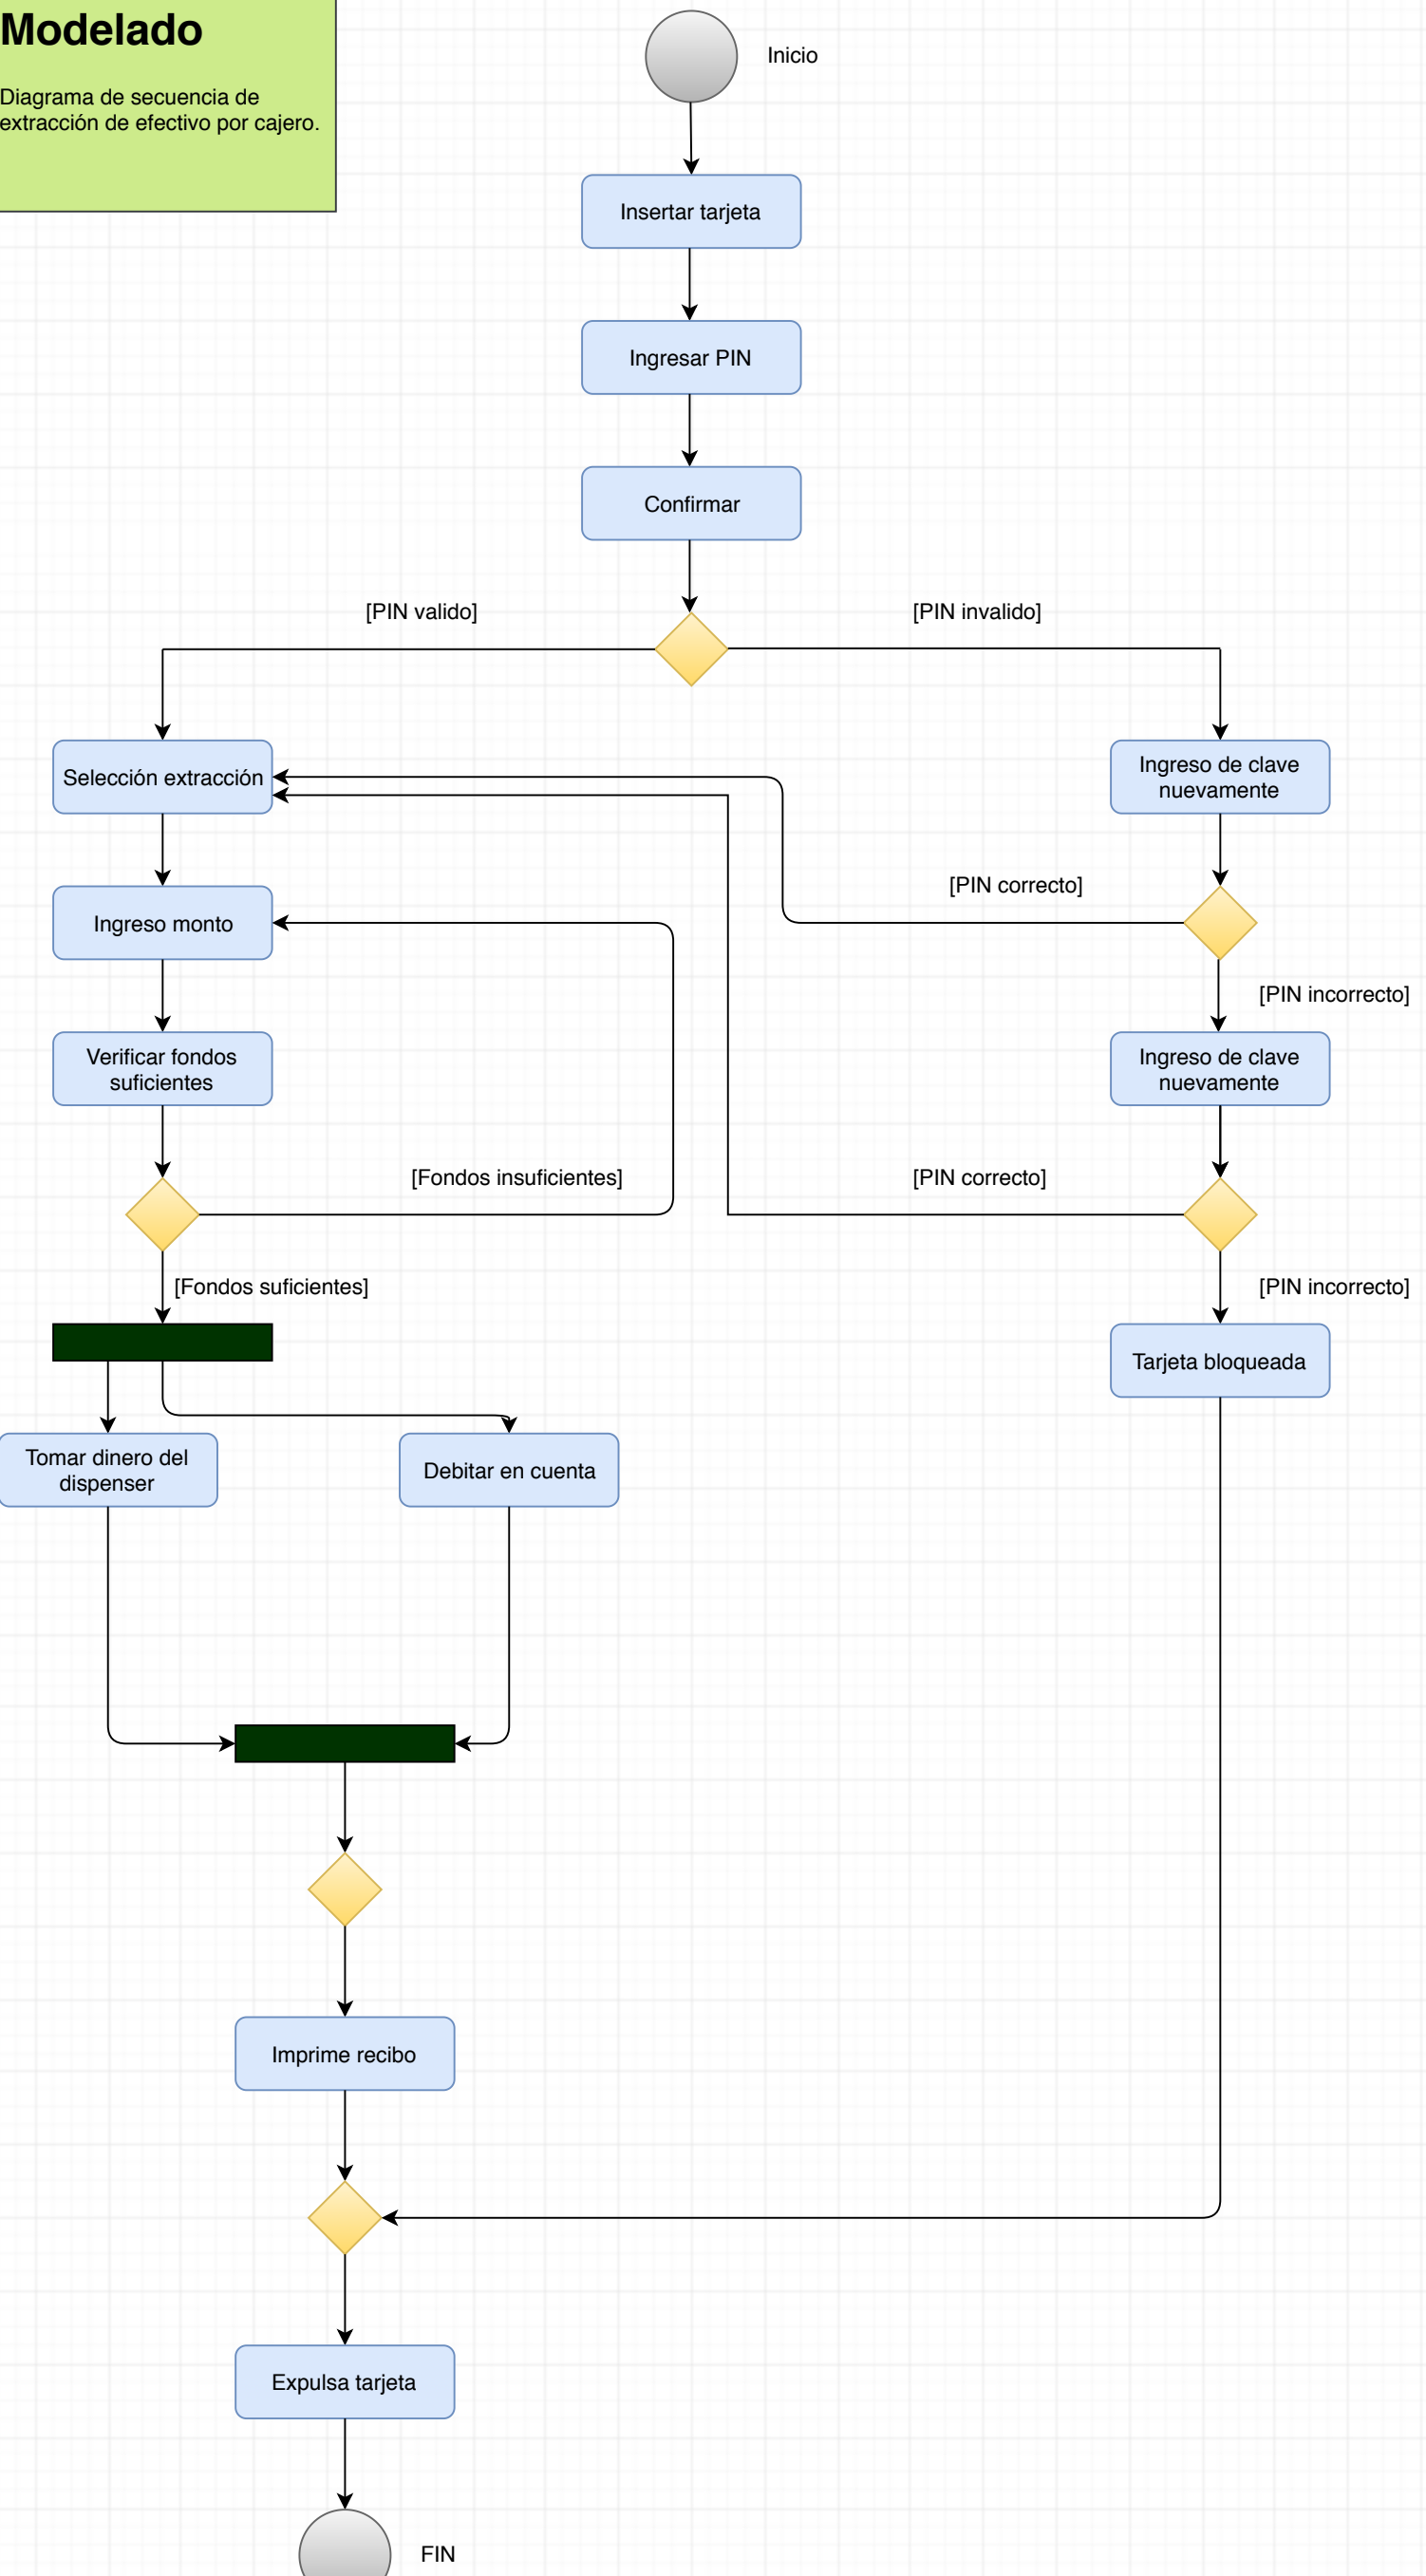 Modelado
Diagrama de secuencia de
extracción de efectivo por cajero.
Inicio
Insertar tarjeta
Ingresar PIN
Confirmar
[PIN valido]
[PIN invalido]
Selección extracción
Ingreso de clave
nuevamente
[PIN correcto]
Ingreso monto
[PIN incorrecto]
Verificar fondos
suficientes
Ingreso de clave
nuevamente
[Fondos insuficientes]
[PIN correcto]
[Fondos suficientes]
[PIN incorrecto]
Tarjeta bloqueada
Tomar dinero del
dispenser
Debitar en cuenta
Imprime recibo
Expulsa tarjeta
FIN